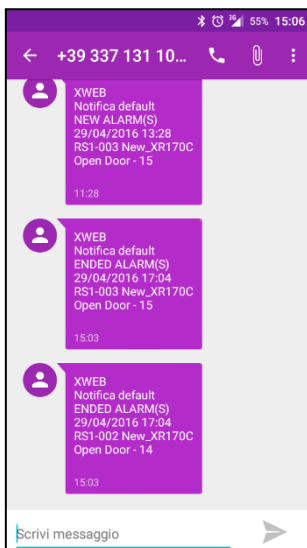 3G 55% 15:06
+39 337 131 10...
XWEB
Notifica default
NEW ALARM(S)
29/04/2016 13:28
RS1-003 New_XR170C
Open Door - 15
11:28
XWEB
Notifica default
ENDED ALARM(S)
29/04/2016 17:04
RS1-003 New_XR170C
Open Door - 15
15:03
XWEB
Notifica default
ENDED ALARM(S)
29/04/2016 17:04
RS1-002 New_XR170C
Open Door - 14
15:03
Scrivi messaggio